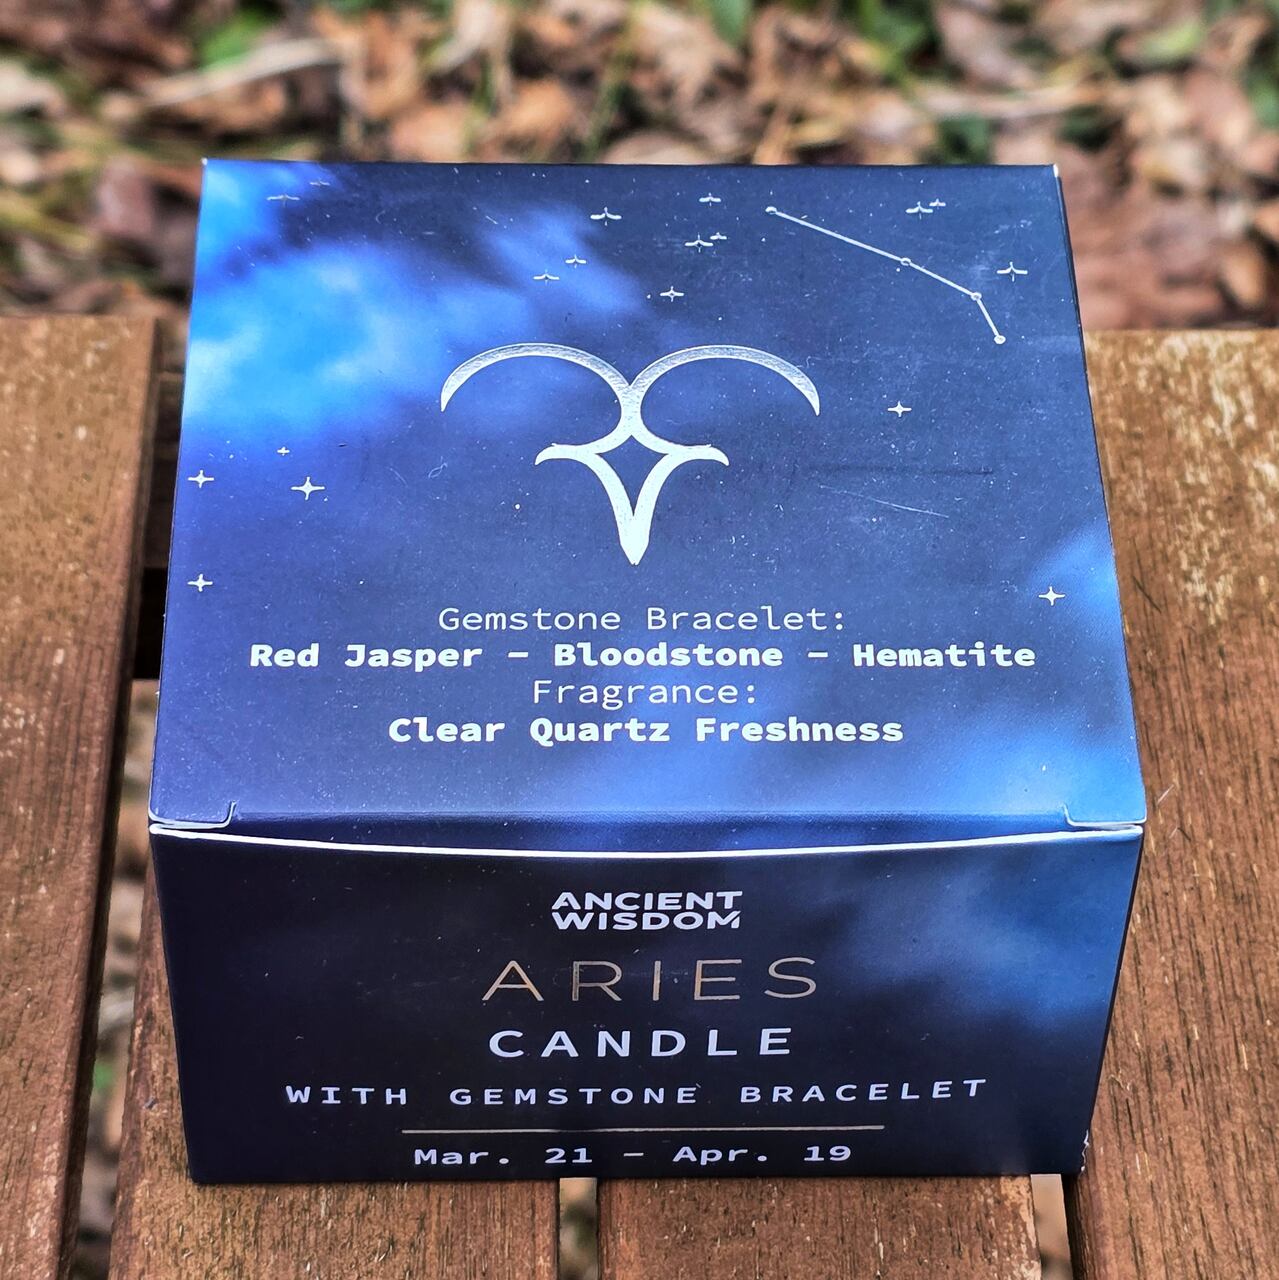 Gemstone Bracelet:
Red Jasper – Bloodstone – Hematite
Fragrance:
Clear Quartz Freshness
ANCIENT
WISDOM
ARIES
CANDLE
WITH GEMSTONE BRACELET
Mar. 21 – Apr. 19